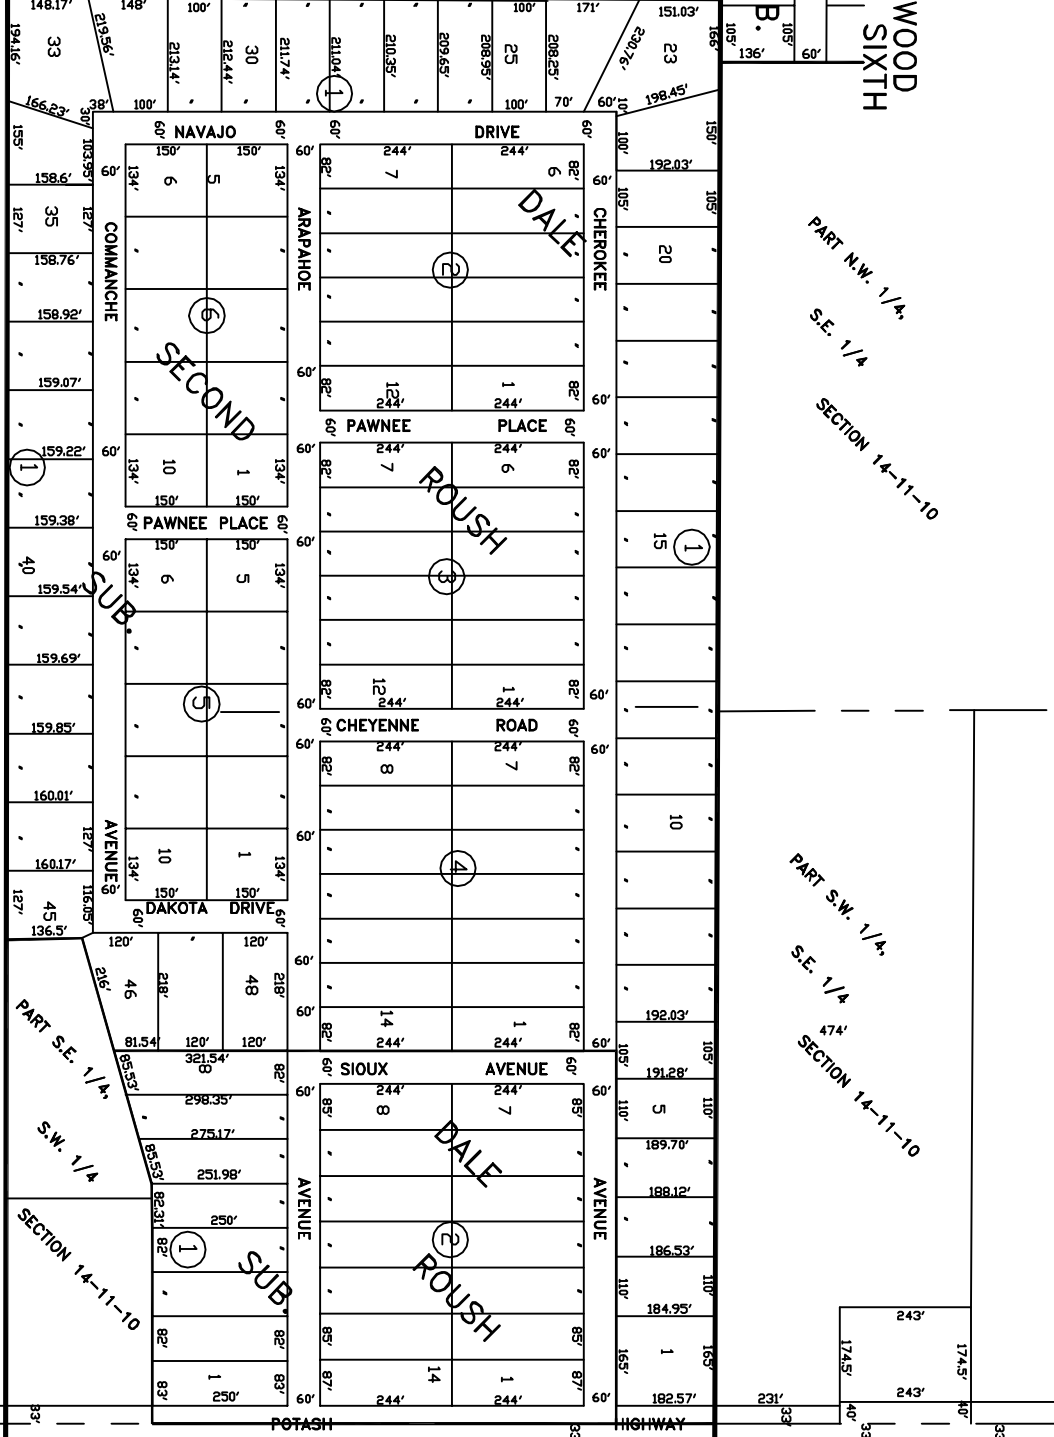 148.17' 148' 100' 100' 171' 151.03'
WOOD
SIXTH
B.
105' 136' 105' 60'
194.16' 33 219.56' 213.14' 212.44' 30 211.74' 211.04' 210.35' 209.65' 208.95' 25 208.25' 230.76' 23 166'
1
166.23' 30' 38' 100' 100' 70' 60' 10' 198.45'
60' NAVAJO 60' 60' DRIVE 60' 100' 150'
155' 103.95' 150' 150' 60' 244' 244' 192.03'
158.6' 60' 134' 6 5 134' 82' 7 6 82' 60' 105' 105'
127' 35 127'
COMMANCHE
ARAPAHOE
CHEROKEE
DALE
158.76' 20
2
158.92' 6
159.07' 60' 82' 12 1 82' 60'
SECOND
244' 244'
60' PAWNEE PLACE 60'
159.22' 60' 134' 10 1 134' 60' 244' 244' 60'
1
82' 7 6 82'
150' 150'
ROUSH
159.38' 60' PAWNEE PLACE 60'
150' 150' 60' 15 1
40 60' 134' 6 5 134' 3
159.54'
SUB.
159.69'
82' 12 1 82' 60'
5 60' 244' 244'
159.85' 60' CHEYENNE ROAD 60'
60' 244' 244' 60'
82' 8 7 82'
160.01' 10
127' 60'
AVENUE
160.17' 134' 10 1 134' 4
60' 150' 150'
127' 45 116.05' 60' DAKOTA DRIVE 60'
136.5' 120' 120'
60'
216' 46 218' 48 218'
60' 82' 14 1 82' 192.03'
81.54' 120' 120' 244' 244' 60' 105' 105'
321.54'
85.53' 8 82' 60' SIOUX AVENUE 60' 191.28'
298.35' 60' 244' 244' 60'
85' 8 7 85' 110' 5 110'
275.17' 189.70'
DALE
85.53' 251.98' 188.12'
82.31' AVENUE AVENUE
250'
82' 1 2 186.53'
SUB.
ROUSH
110' 110'
184.95'
82' 82' 85' 85'
83' 1 83' 87' 14 1 87' 165' 1 165'
250' 60' 244' 244' 60' 182.57' 231'
33' POTASH HIGHWAY 33'
PART N.W. 1/4,
S.E. 1/4
SECTION 14-11-10
PART S.W. 1/4,
S.E. 1/4
474'
SECTION 14-11-10
PART S.E. 1/4,
S.W. 1/4
SECTION 14-11-10
243'
174.5' 174.5'
243'
40' 40'